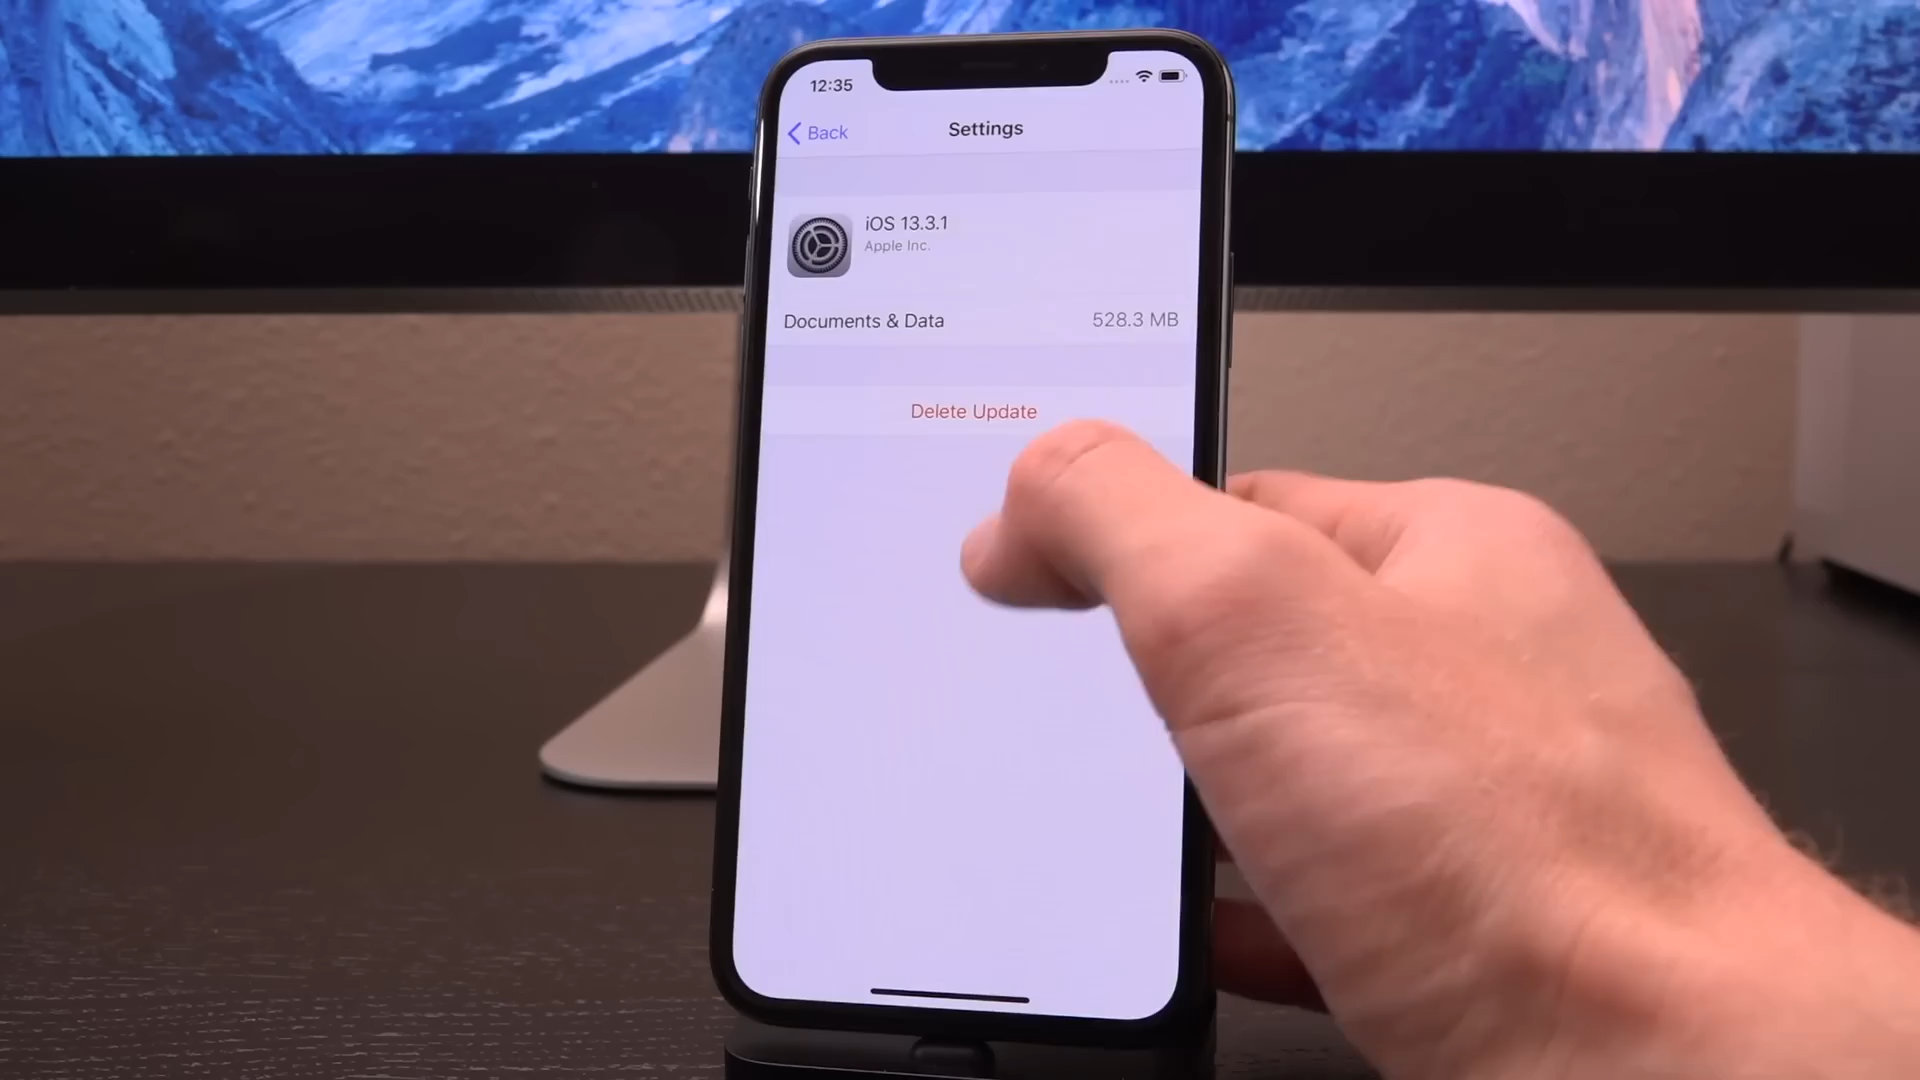 12:35
Back
Settings
iOS 13.3.1
Apple Inc.
Documents & Data
528.3 MB
Delete Update